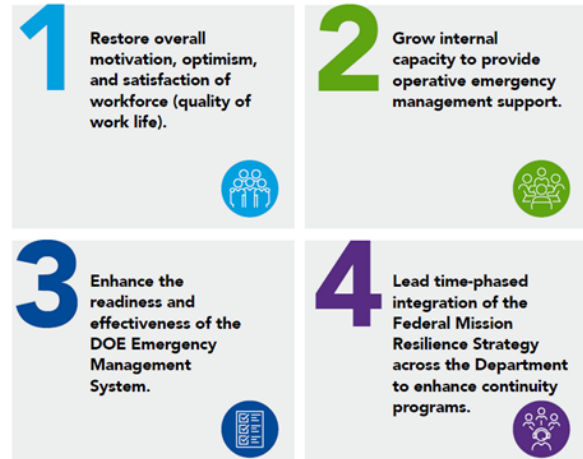 1
Restore overall
motivation, optimism,
and satisfaction of
workforce (quality of
work life).
2
Grow internal
capacity to provide
operative emergency
management support.
3
Enhance the
readiness and
effectiveness of the
DOE Emergency
Management
System.
4
Lead time-phased
integration of the
Federal Mission
Resilience Strategy
across the Department
to enhance continuity
programs.